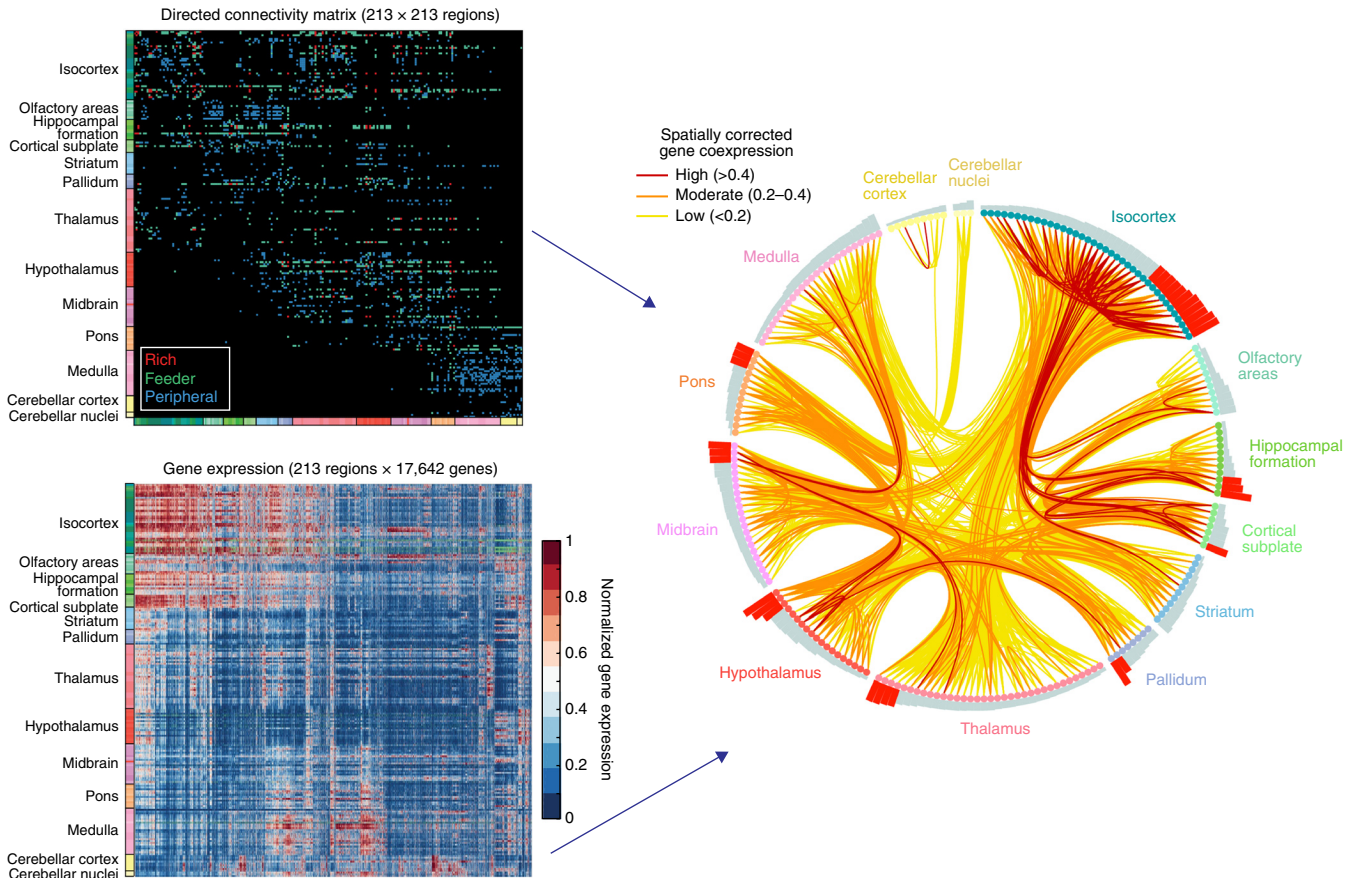 Directed connectivity matrix (213 × 213 regions)
Isocortex
Olfactory areas
Hippocampal
formation
Cortical subplate
Striatum
Pallidum
Thalamus
Hypothalamus
Midbrain
Pons
Medulla
Cerebellar cortex
Cerebellar nuclei
Rich
Feeder
Peripheral
Gene expression (213 regions × 17,642 genes)
Isocortex
Olfactory areas
Hippocampal
formation
Cortical subplate
Striatum
Pallidum
Thalamus
Hypothalamus
Midbrain
Pons
Medulla
Cerebellar cortex
Cerebellar nuclei
1
0.8
0.6
0.4
0.2
0
Normalized gene expression
Spatially corrected
gene coexpression
High (>0.4)
Moderate (0.2–0.4)
Low (<0.2)
Cerebellar
cortex
Cerebellar
nuclei
Isocortex
Olfactory
areas
Hippocampal
formation
Cortical
subplate
Striatum
Pallidum
Thalamus
Hypothalamus
Midbrain
Pons
Medulla